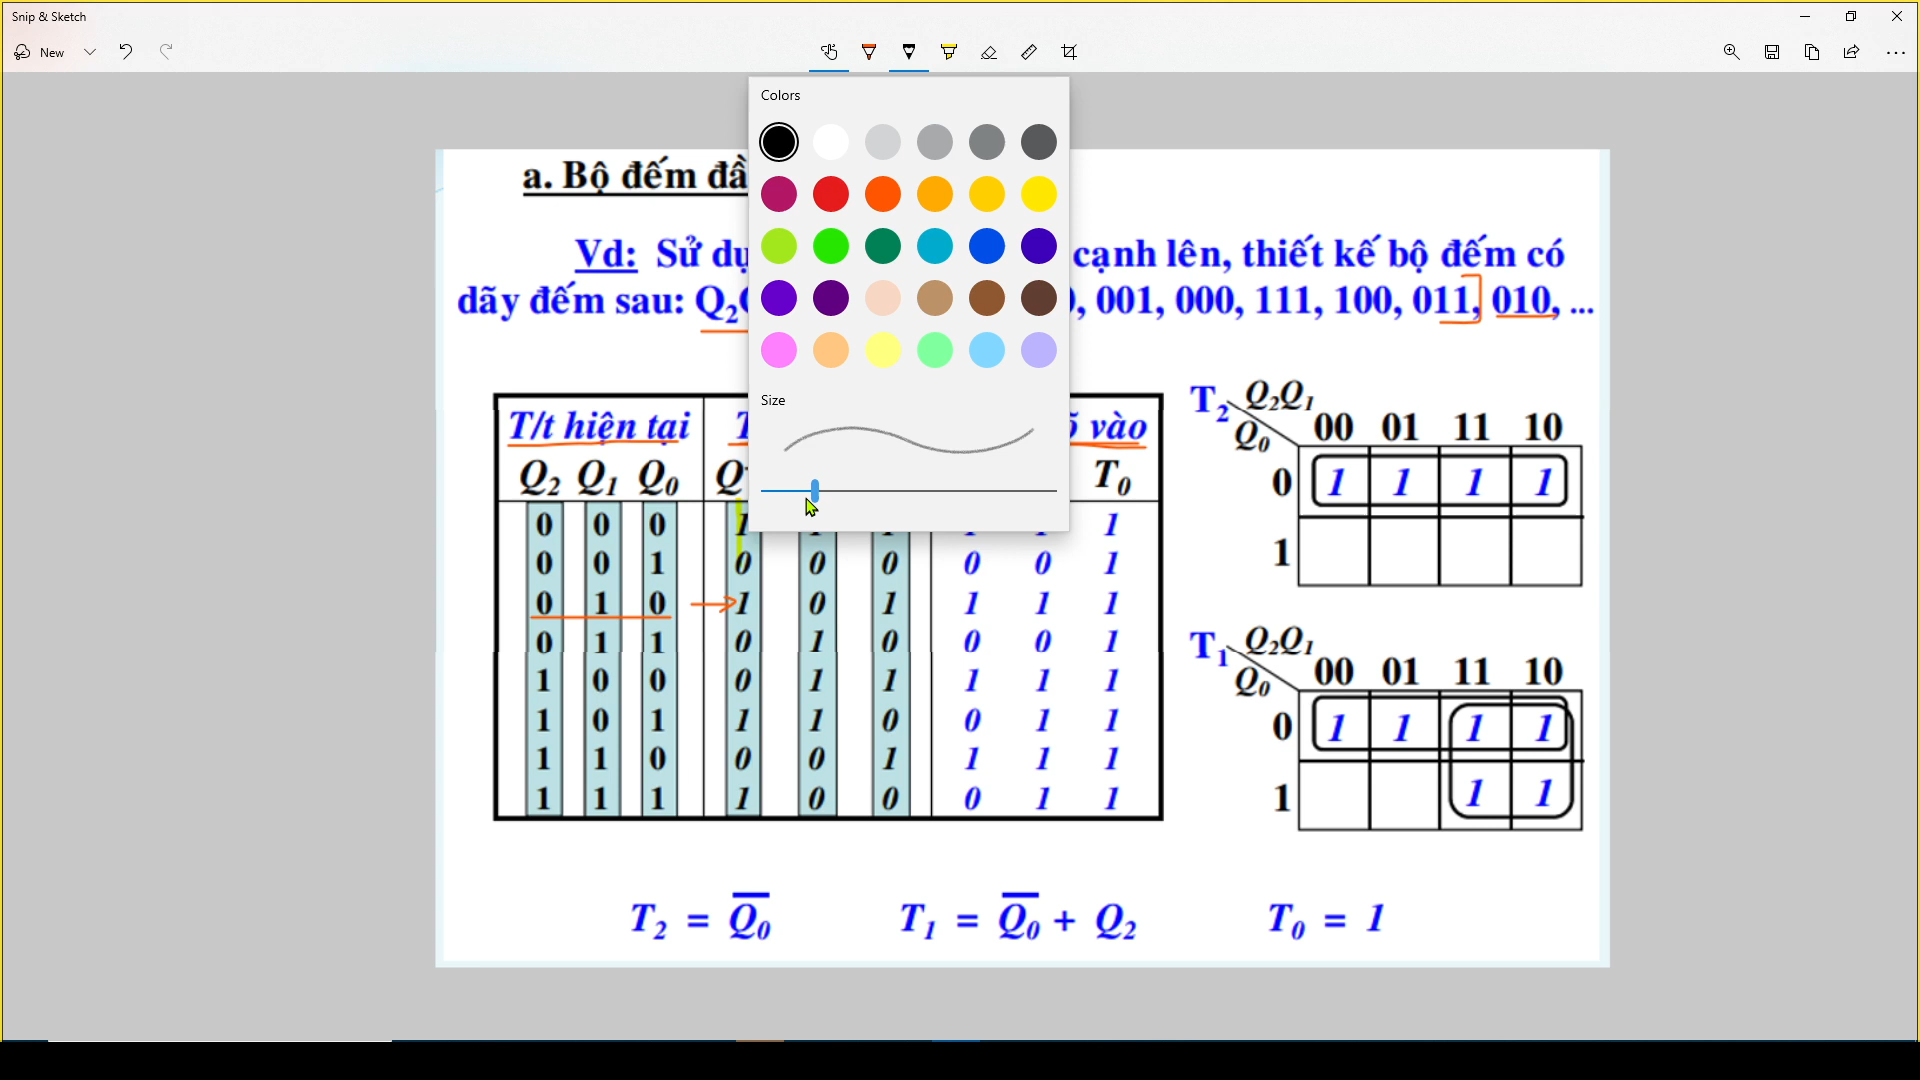 Snip & Sketch
New
Colors
a. Bộ đếm đầ
Vd: Sử dụ cạnh lên, thiết kế bộ đếm có
dãy đếm sau: Q2 , 001, 000, 111, 100, 011, 010, ...
Size
T/t hiện tại vào
Q2 Q1 Q0 T0
0 0 0 1 1
0 0 1 0 0 0 0 0 1
0 1 0 1 0 1 1 1 1
0 1 1 0 1 0 0 0 1
1 0 0 0 1 1 1 1 1
1 0 1 1 1 0 0 1 1
1 1 0 0 0 1 1 1 1
1 1 1 1 0 0 0 1 1
T2 Q2Q1
Q0 00 01 11 10
0 1 1 1 1
1
T1 Q2Q1
Q0 00 01 11 10
0 1 1 1 1
1 1 1
T2 = Q̅0̅ T1 = Q̅0̅ + Q2 T0 = 1